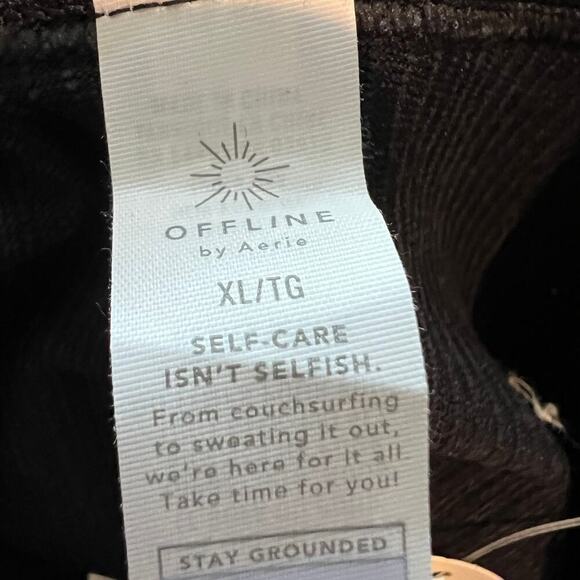 OFFLINE
by Aerie
XL/TG
SELF-CARE
ISN'T SELFISH.
From couchsurfing
to sweating it out,
we're here for it all.
Take time for you!
STAY GROUNDED